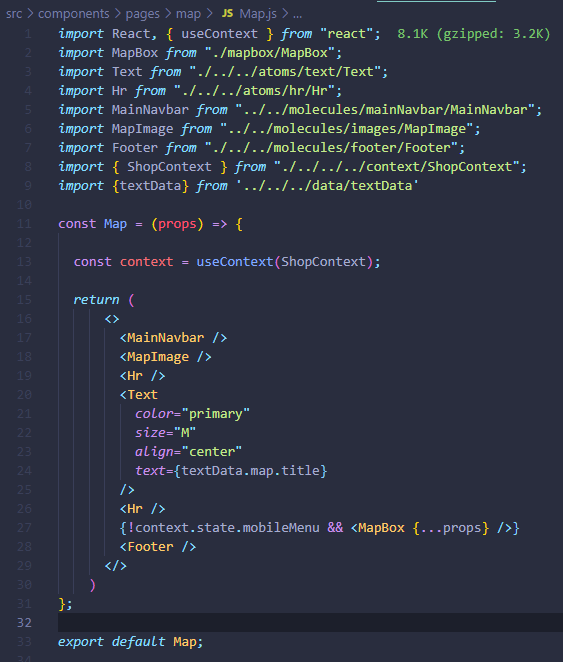 src > components > pages > map > JS Map.js > ...
1 import React, { useContext } from "react"; 8.1K (gzipped: 3.2K)
2 import MapBox from "./mapbox/MapBox";
3 import Text from "./../../atoms/text/Text";
4 import Hr from "./../../atoms/hr/Hr";
5 import MainNavbar from "../../molecules/mainNavbar/MainNavbar";
6 import MapImage from "../../molecules/images/MapImage";
7 import Footer from "./../../molecules/footer/Footer";
8 import { ShopContext } from "./../../../context/ShopContext";
9 import {textData} from '../../../data/textData'
10
11 const Map = (props) => {
12
13   const context = useContext(ShopContext);
14
15   return (
16       <>
17         <MainNavbar />
18         <MapImage />
19         <Hr />
20         <Text
21           color="primary"
22           size="M"
23           align="center"
24           text={textData.map.title}
25         />
26         <Hr />
27         {!context.state.mobileMenu && <MapBox {...props} />}
28         <Footer />
29       </>
30     )
31 };
32
33 export default Map;
34